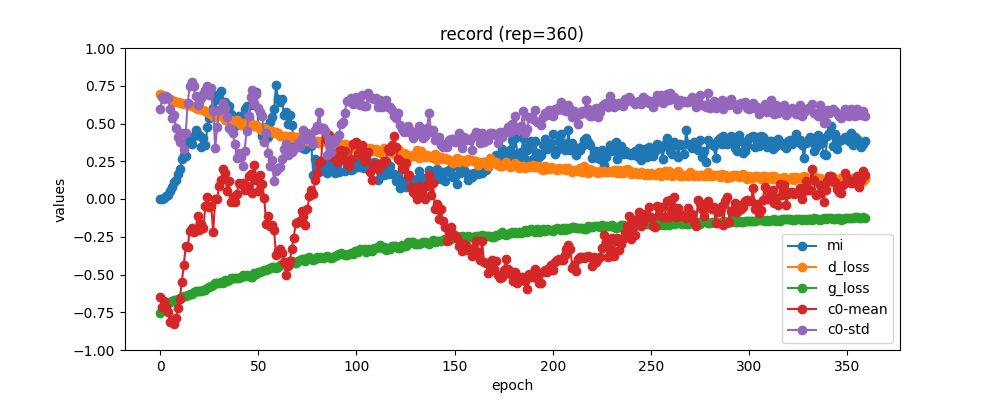 record (rep=360)
1.00
0.75
0.50
0.25
0.00
−0.25
−0.50
−0.75
−1.00
values
0 50 100 150 200 250 300 350
epoch
mi
d_loss
g_loss
c0-mean
c0-std